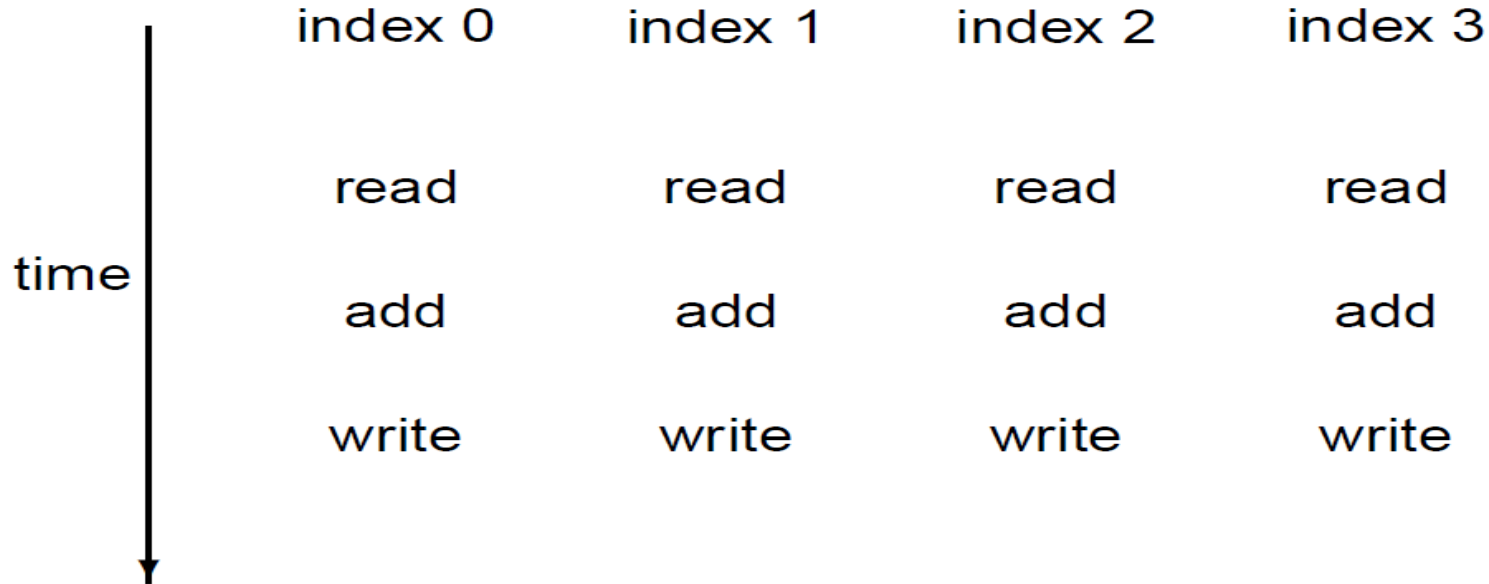 index 0 index 1 index 2 index 3
read read read read
time
add add add add
write write write write